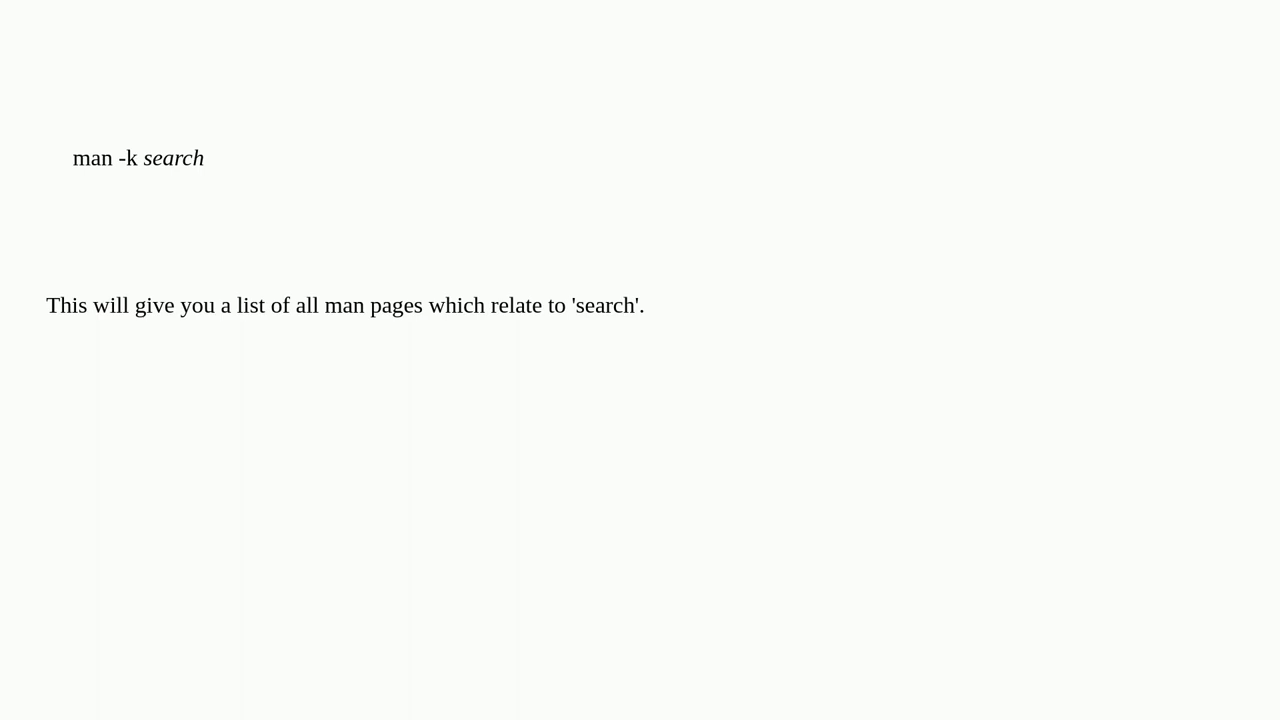 man -k search
This will give you a list of all man pages which relate to 'search'.